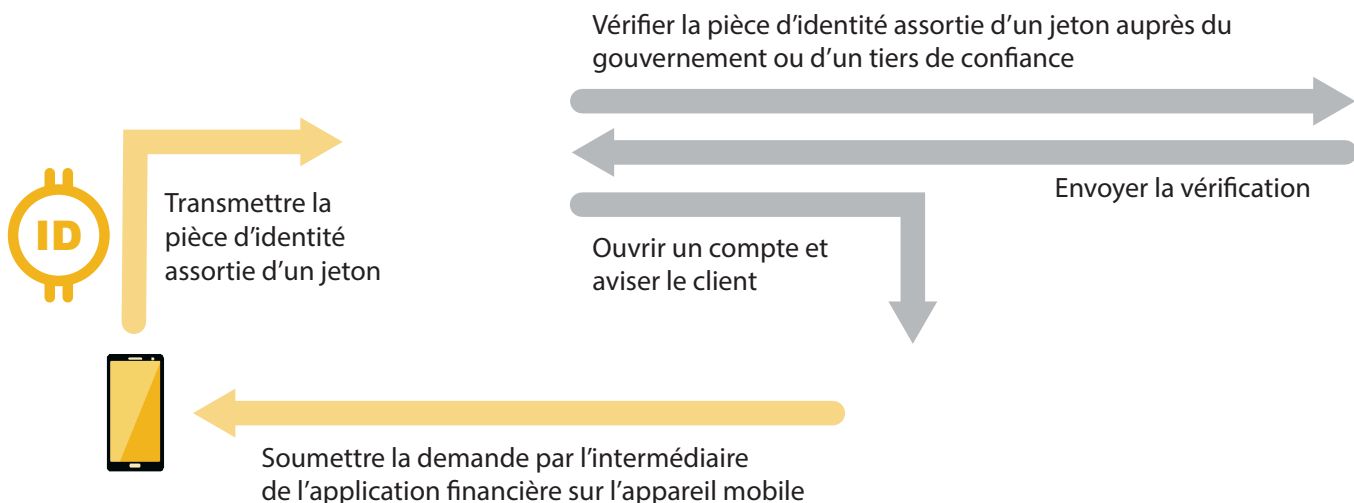 Vérifier la pièce d’identité assortie d’un jeton auprès du
gouvernement ou d’un tiers de confiance
Envoyer la vérification
Transmettre la
pièce d’identité
assortie d’un jeton
ID
Ouvrir un compte et
aviser le client
Soumettre la demande par l’intermédiaire
de l’application financière sur l’appareil mobile